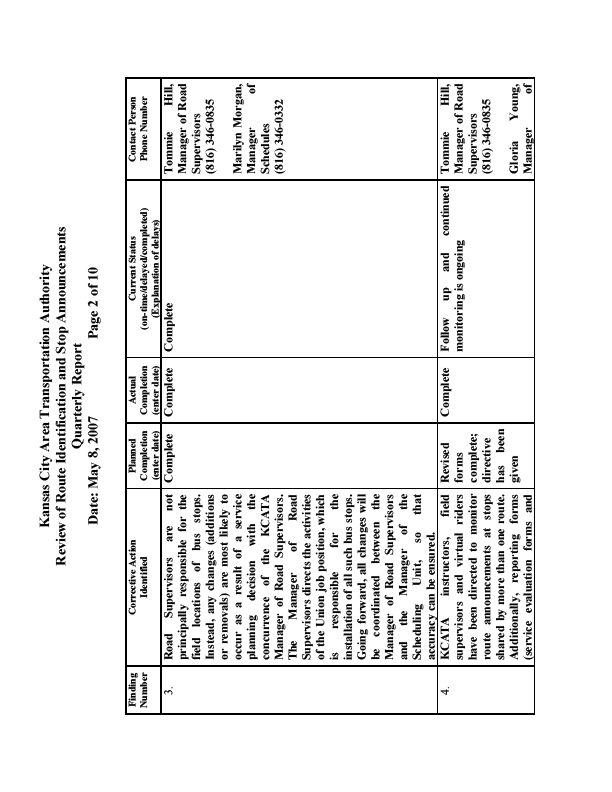 Kansas City Area Transportation Authority
Review of Route Identification and Stop Announcements
Quarterly Report
Date: May 8, 2007 Page 2 of 10
Finding
Number
Corrective Action
Identified
Planned
Completion
(enter date)
Actual
Completion
(enter date)
Current Status
(on-time/delayed/completed)
(Explanation of delays)
Contact Person
Phone Number
3.
Road Supervisors are not
principally responsible for the
field locations of bus stops.
Instead, any changes (additions
or removals) are most likely to
occur as a result of a service
planning decision with the
concurrence of the KCATA
Manager of Road Supervisors.
The Manager of Road
Supervisors directs the activities
of the Union job position, which
is responsible for the
installation of all such bus stops.
Going forward, all changes will
be coordinated between the
Manager of Road Supervisors
and the Manager of the
Scheduling Unit, so that
accuracy can be ensured.
Complete
Complete
Complete
Tommie Hill,
Manager of Road
Supervisors
(816) 346-0835
Marilyn Morgan,
Manager of
Schedules
(816) 346-0332
4.
KCATA instructors, field
supervisors and virtual riders
have been directed to monitor
route announcements at stops
shared by more than one route.
Additionally, reporting forms
(service evaluation forms and
Revised
forms
complete;
directive
has been
given
Complete
Follow up and continued
monitoring is ongoing
Tommie Hill,
Manager of Road
Supervisors
(816) 346-0835
Gloria Young,
Manager of